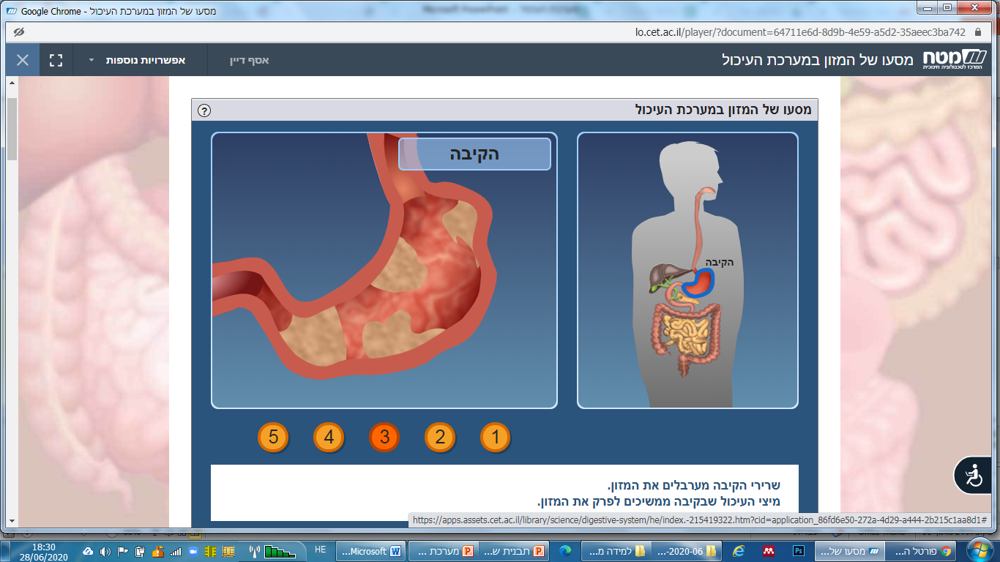 מסעו של המזון במערכת העיכול - Google Chrome
lo.cet.ac.il/player/?document=64711e6d-8d9b-4e59-a5d2-35aeec3ba742
מטח
המרכז לטכנולוגיה חינוכית
מסעו של המזון במערכת העיכול
אסף דיין
אפשרויות נוספות
מסעו של המזון במערכת העיכול
?
הקיבה
הקיבה
1 2 3 4 5
שרירי הקיבה מערבלים את המזון.
מיצי העיכול שבקיבה ממשיכים לפרק את המזון.
https://apps.assets.cet.ac.il/library/science/digestive-system/he/index.-215419322.htm?cid=application_86fd6e50-272a-4d29-a444-2b215c1aa8d1#
פורטל ה...
מסעו של...
Ps
2020-06-...
למידה מ...
תבנית ש...
מערכת ...
Microsoft...
HE
18:30
28/06/2020